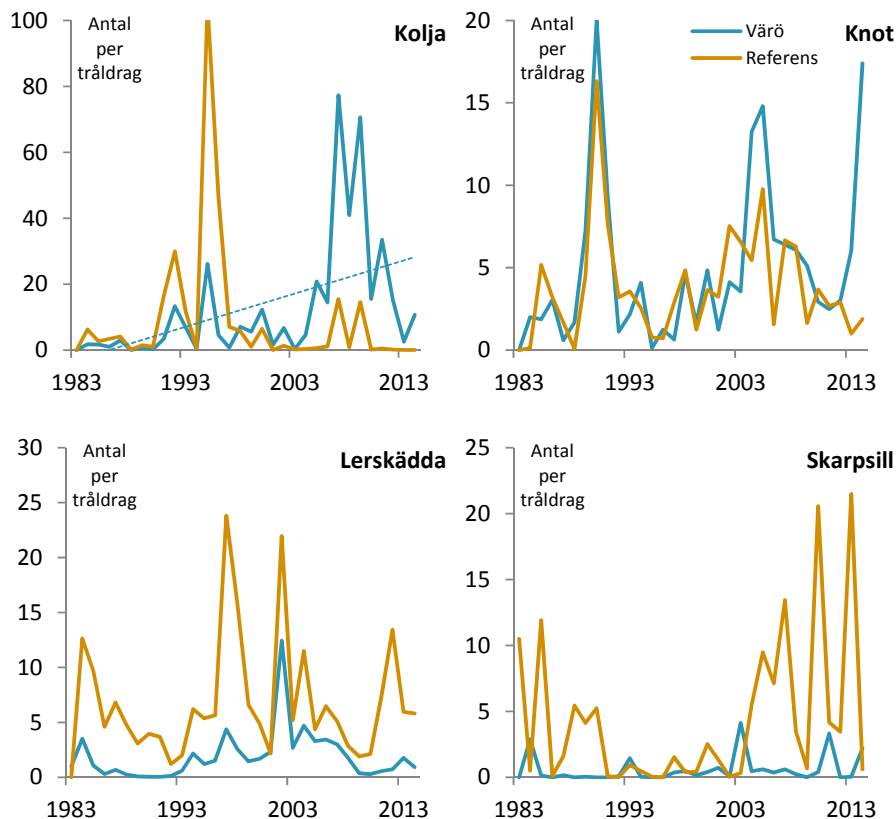 Antal
per
tråldrag
Kolja
100
80
60
40
20
0
1983
1993
2003
2013
Antal
per
tråldrag
Knot
Värö
Referens
20
15
10
5
0
1983
1993
2003
2013
Antal
per
tråldrag
Lerskädda
30
25
20
15
10
5
0
1983
1993
2003
2013
Antal
per
tråldrag
Skarpsill
25
20
15
10
5
0
1983
1993
2003
2013